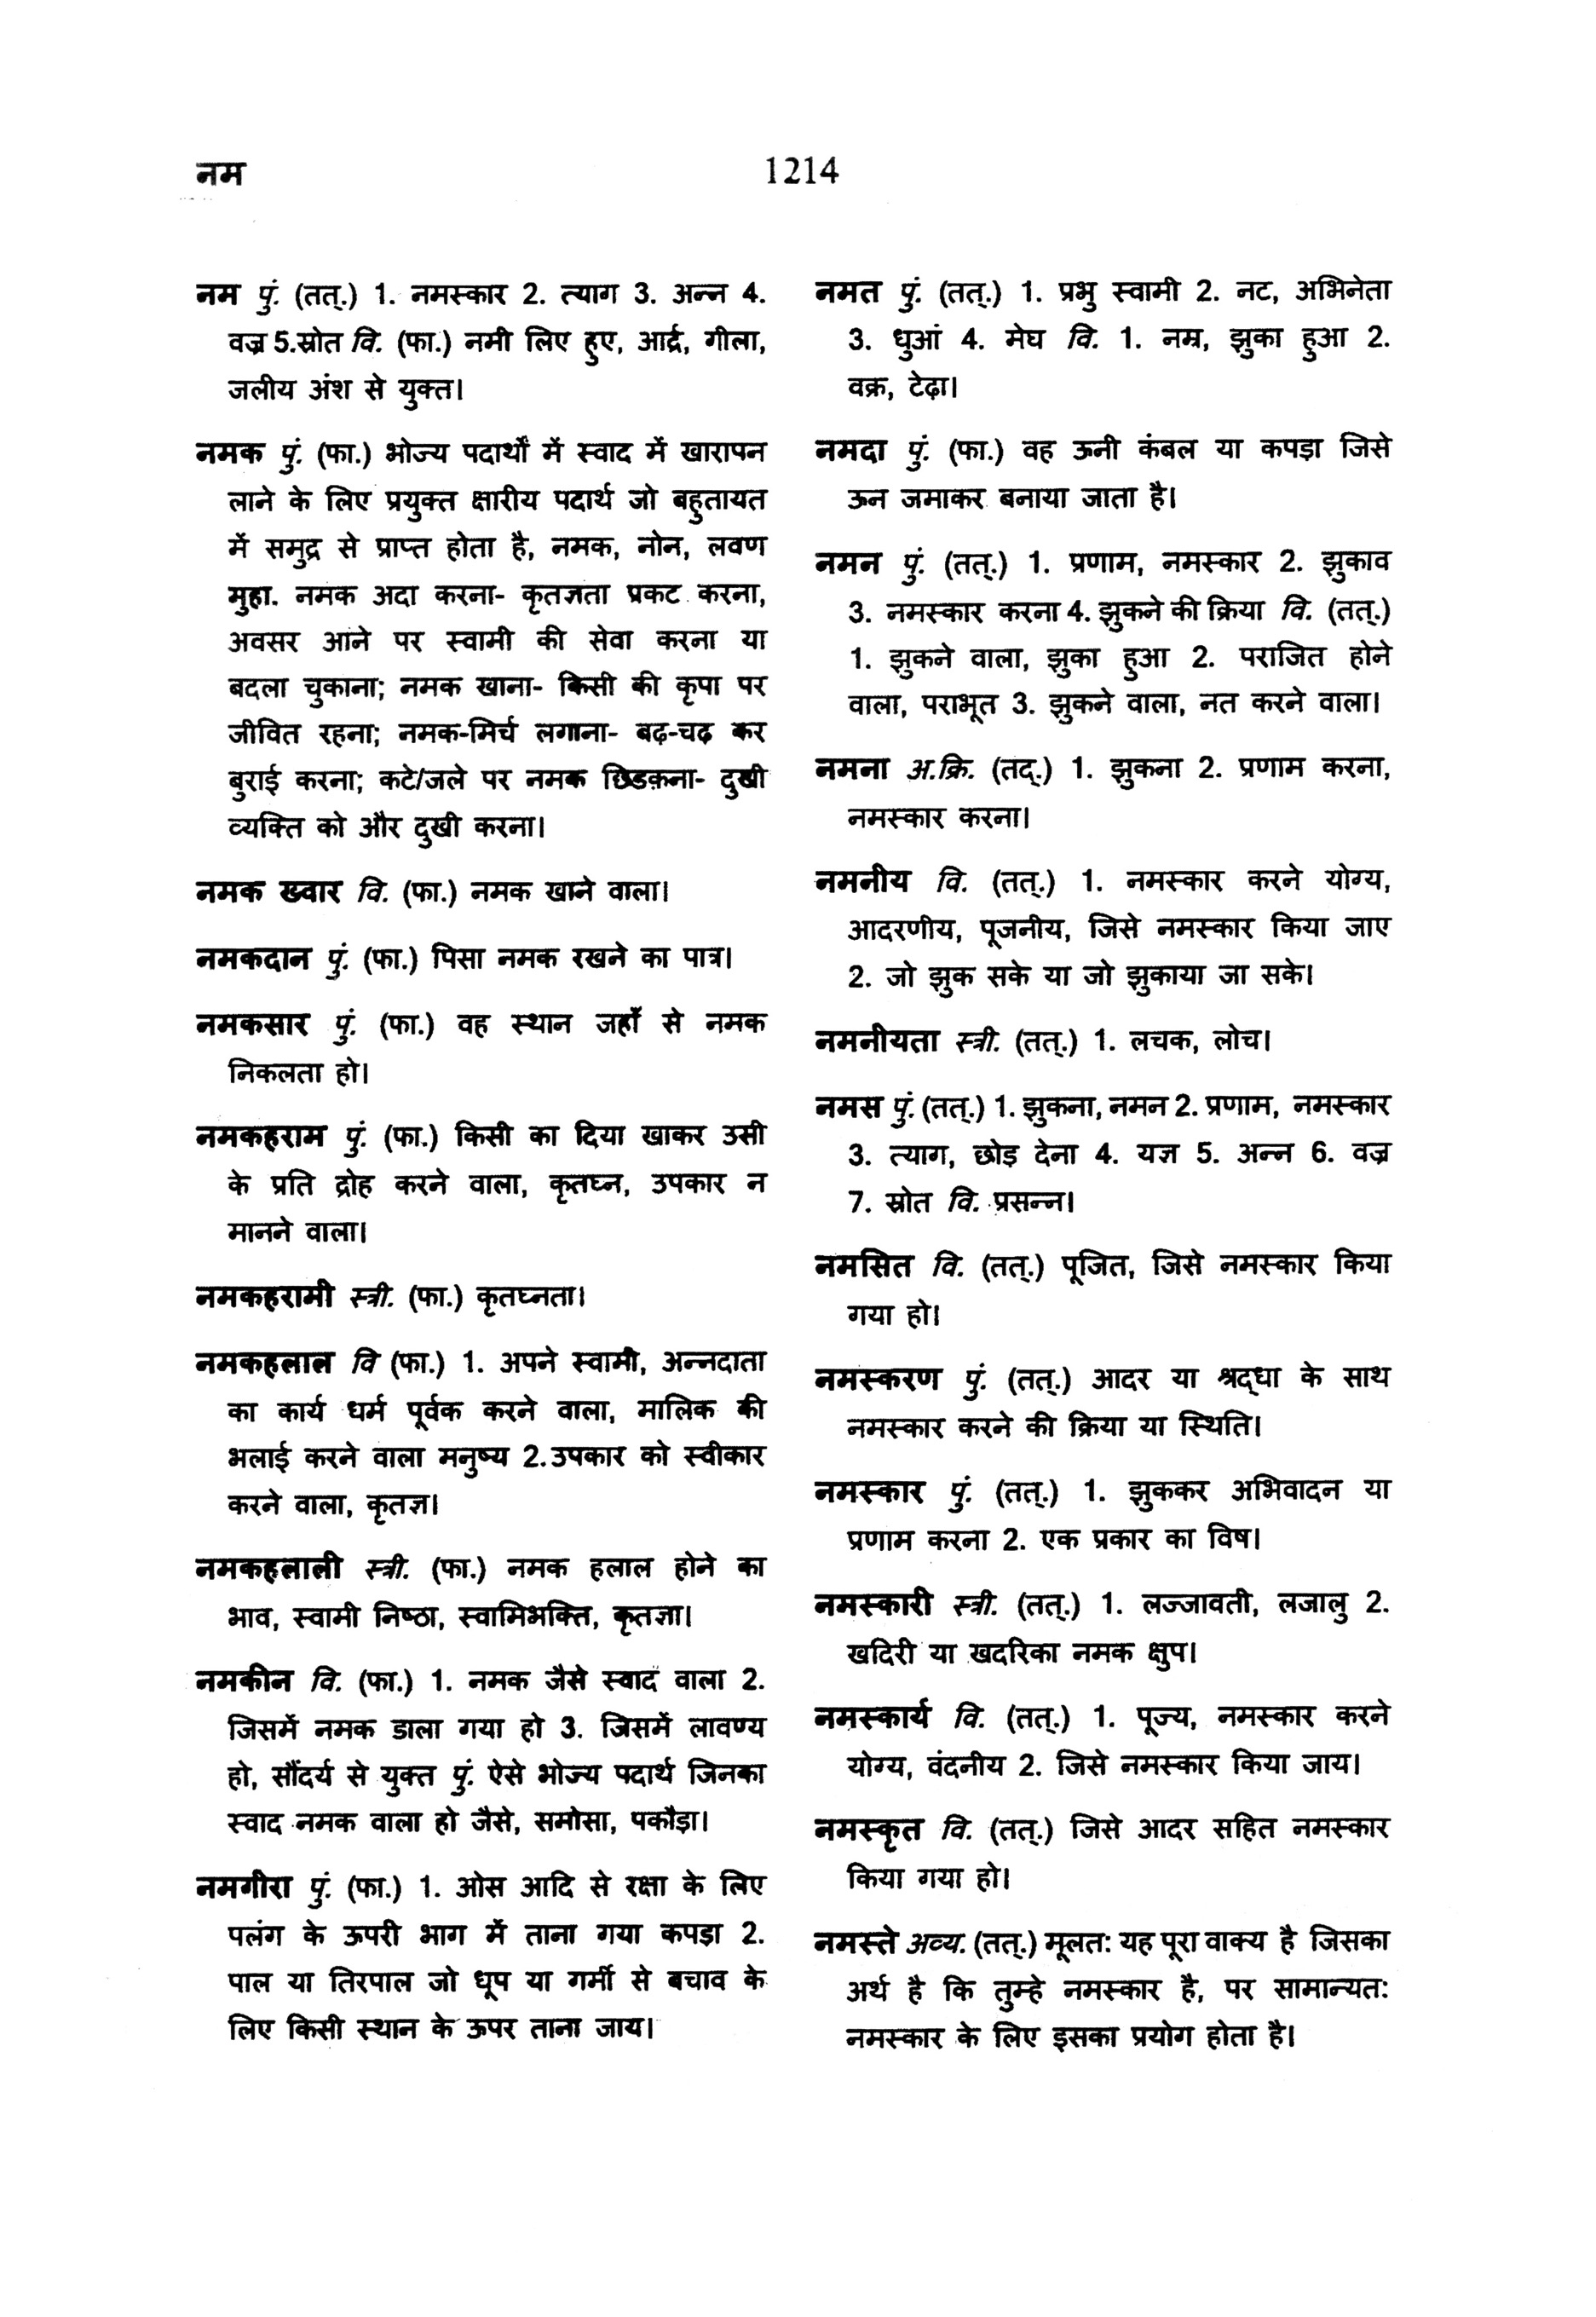 नम
1214
नम पुं. (तत्.) 1. नमस्कार 2. त्याग 3. अन्न 4.
वज्र 5.स्रोत वि. (फा.) नमी लिए हुए, आर्द्र, गीला,
जलीय अंश से युक्त।
नमक पुं. (फा.) भोज्य पदार्थों में स्वाद में खारापन
लाने के लिए प्रयुक्त क्षारीय पदार्थ जो बहुतायत
में समुद्र से प्राप्त होता है, नमक, नोन, लवण
मुहा. नमक अदा करना- कृतज्ञता प्रकट करना,
अवसर आने पर स्वामी की सेवा करना या
बदला चुकाना; नमक खाना- किसी की कृपा पर
जीवित रहना; नमक-मिर्च लगाना- बढ़-चढ़ कर
बुराई करना; कटे/जले पर नमक छिडक़ना- दुखी
व्यक्ति को और दुखी करना।
नमक ख्वार वि. (फा.) नमक खाने वाला।
नमकदान पुं. (फा.) पिसा नमक रखने का पात्र।
नमकसार पुं. (फा.) वह स्थान जहाँ से नमक
निकलता हो।
नमकहराम पुं. (फा.) किसी का दिया खाकर उसी
के प्रति द्रोह करने वाला, कृतघ्न, उपकार न
मानने वाला।
नमकहरामी स्त्री. (फा.) कृतघ्नता।
नमकहलाल वि (फा.) 1. अपने स्वामी, अन्नदाता
का कार्य धर्म पूर्वक करने वाला, मालिक की
भलाई करने वाला मनुष्य 2.उपकार को स्वीकार
करने वाला, कृतज्ञ।
नमकहलाली स्त्री. (फा.) नमक हलाल होने का
भाव, स्वामी निष्ठा, स्वामिभक्ति, कृतज्ञा।
नमकीन वि. (फा.) 1. नमक जैसे स्वाद वाला 2.
जिसमें नमक डाला गया हो 3. जिसमें लावण्य
हो, सौंदर्य से युक्त पुं. ऐसे भोज्य पदार्थ जिनका
स्वाद नमक वाला हो जैसे, समोसा, पकौड़ा।
नमगीरा पुं. (फा.) 1. ओस आदि से रक्षा के लिए
पलंग के ऊपरी भाग में ताना गया कपड़ा 2.
पाल या तिरपाल जो धूप या गर्मी से बचाव के
लिए किसी स्थान के ऊपर ताना जाय।
नमत पुं. (तत्.) 1. प्रभु स्वामी 2. नट, अभिनेता
3. धुआं 4. मेघ वि. 1. नम्र, झुका हुआ 2.
वक्र, टेढ़ा।
नमदा पुं. (फा.) वह ऊनी कंबल या कपड़ा जिसे
ऊन जमाकर बनाया जाता है।
नमन पुं. (तत्.) 1. प्रणाम, नमस्कार 2. झुकाव
3. नमस्कार करना 4. झुकने की क्रिया वि. (तत्.)
1. झुकने वाला, झुका हुआ 2. पराजित होने
वाला, पराभूत 3. झुकने वाला, नत करने वाला।
नमना अ.क्रि. (तद्.) 1. झुकना 2. प्रणाम करना,
नमस्कार करना।
नमनीय वि. (तत्.) 1. नमस्कार करने योग्य,
आदरणीय, पूजनीय, जिसे नमस्कार किया जाए
2. जो झुक सके या जो झुकाया जा सके।
नमनीयता स्त्री. (तत्.) 1. लचक, लोच।
नमस पुं. (तत्.) 1. झुकना, नमन 2. प्रणाम, नमस्कार
3. त्याग, छोड़ देना 4. यज्ञ 5. अन्न 6. वज्र
7. स्रोत वि. प्रसन्न।
नमसित वि. (तत्.) पूजित, जिसे नमस्कार किया
गया हो।
नमस्करण पुं. (तत्.) आदर या श्रद्‌धा के साथ
नमस्कार करने की क्रिया या स्थिति।
नमस्कार पुं. (तत्.) 1. झुककर अभिवादन या
प्रणाम करना 2. एक प्रकार का विष।
नमस्कारी स्त्री. (तत्.) 1. लज्जावती, लजालु 2.
खदिरी या खदरिका नमक क्षुप।
नमस्कार्य वि. (तत्.) 1. पूज्य, नमस्कार करने
योग्य, वंदनीय 2. जिसे नमस्कार किया जाय।
नमस्कृत वि. (तत्.) जिसे आदर सहित नमस्कार
किया गया हो।
नमस्ते अव्य. (तत्.) मूलत: यह पूरा वाक्य है जिसका
अर्थ है कि तुम्हे नमस्कार है, पर सामान्यत:
नमस्कार के लिए इसका प्रयोग होता है।